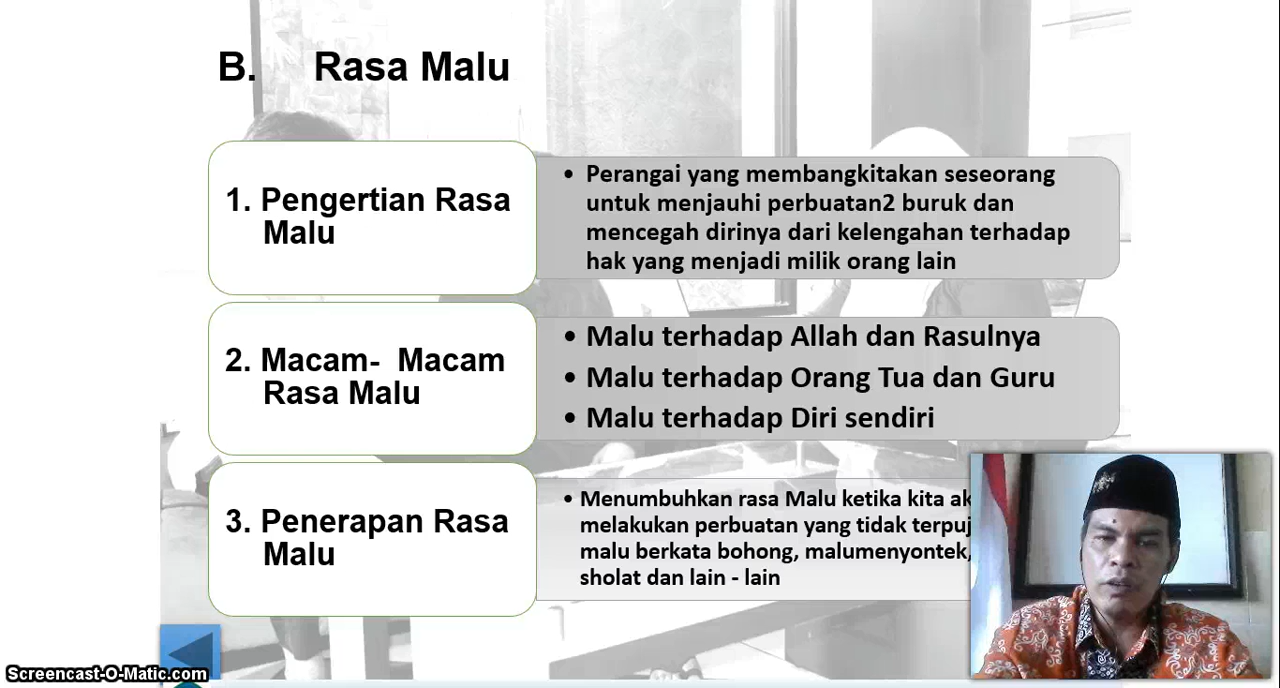 B. Rasa Malu
1. Pengertian Rasa
Malu
• Perangai yang membangkitakan seseorang
untuk menjauhi perbuatan2 buruk dan
mencegah dirinya dari kelengahan terhadap
hak yang menjadi milik orang lain
2. Macam- Macam
Rasa Malu
• Malu terhadap Allah dan Rasulnya
• Malu terhadap Orang Tua dan Guru
• Malu terhadap Diri sendiri
3. Penerapan Rasa
Malu
• Menumbuhkan rasa Malu ketika kita
melakukan perbuatan yang tidak
malu berkata bohong, malumenyontek,
sholat dan lain - lain
Screencast-O-Matic.com